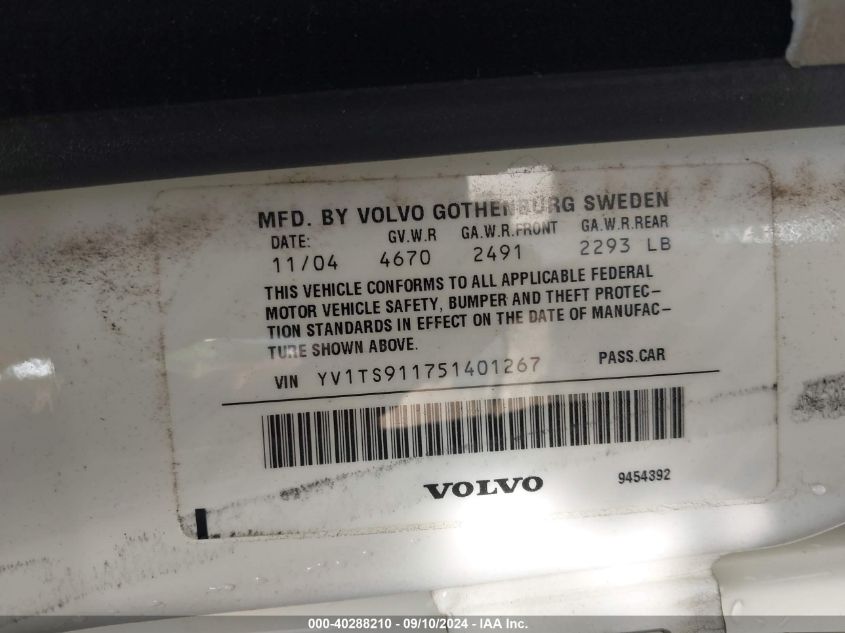 MFD. BY VOLVO GOTHENBURG SWEDEN
DATE: GV.W.R GA.W.R.FRONT GA.W.R.REAR
11/04 4670 2491 2293 LB
THIS VEHICLE CONFORMS TO ALL APPLICABLE FEDERAL
MOTOR VEHICLE SAFETY, BUMPER AND THEFT PROTEC-
TION STANDARDS IN EFFECT ON THE DATE OF MANUFAC-
TURE SHOWN ABOVE.
VIN YV1TS911751401267 PASS.CAR
VOLVO 9454392
000-40288210 - 09/10/2024 - IAA Inc.